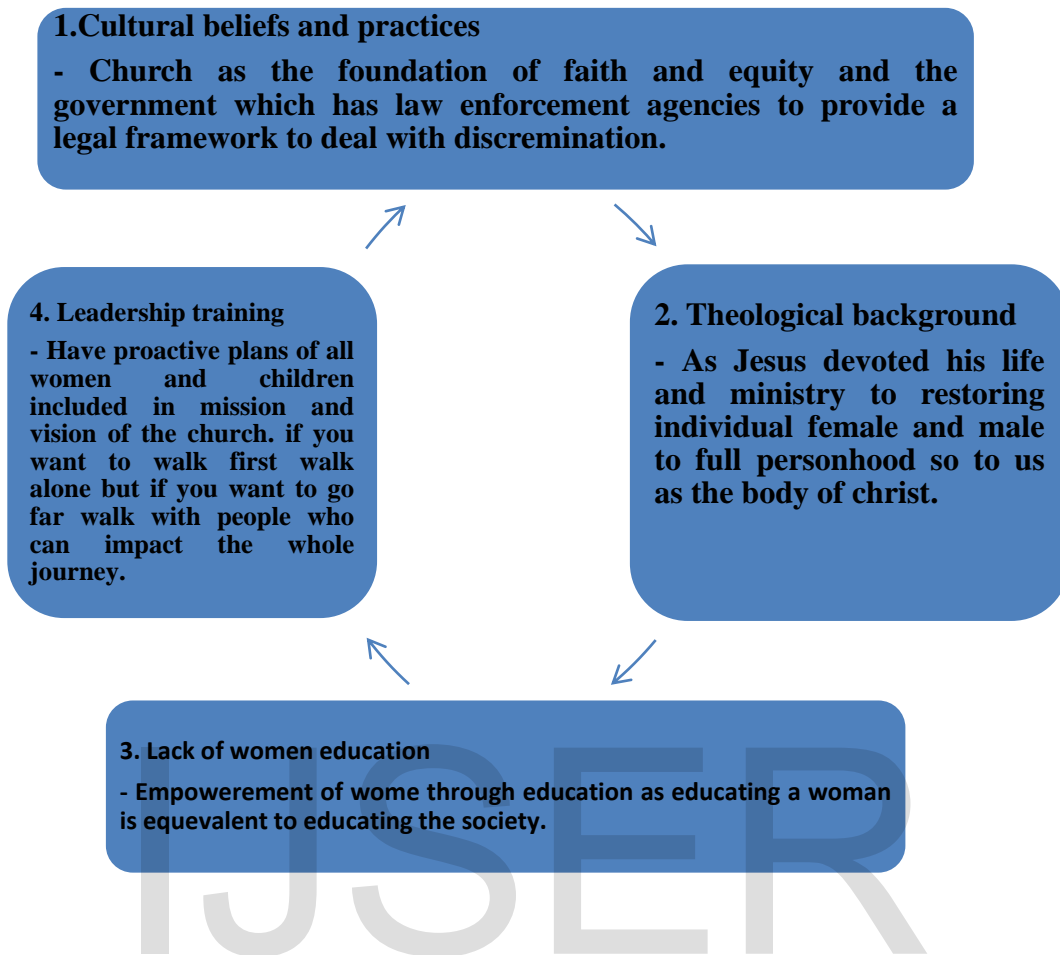 1.Cultural beliefs and practices
- Church as the foundation of faith and equity and the
government which has law enforcement agencies to provide a
legal framework to deal with discremination.
2. Theological background
- As Jesus devoted his life
and ministry to restoring
individual female and male
to full personhood so to us
as the body of christ.
3. Lack of women education
- Empowerement of wome through education as educating a woman
is equevalent to educating the society.
4. Leadership training
- Have proactive plans of all
women and children
included in mission and
vision of the church. if you
want to walk first walk
alone but if you want to go
far walk with people who
can impact the whole
journey.
IJSER